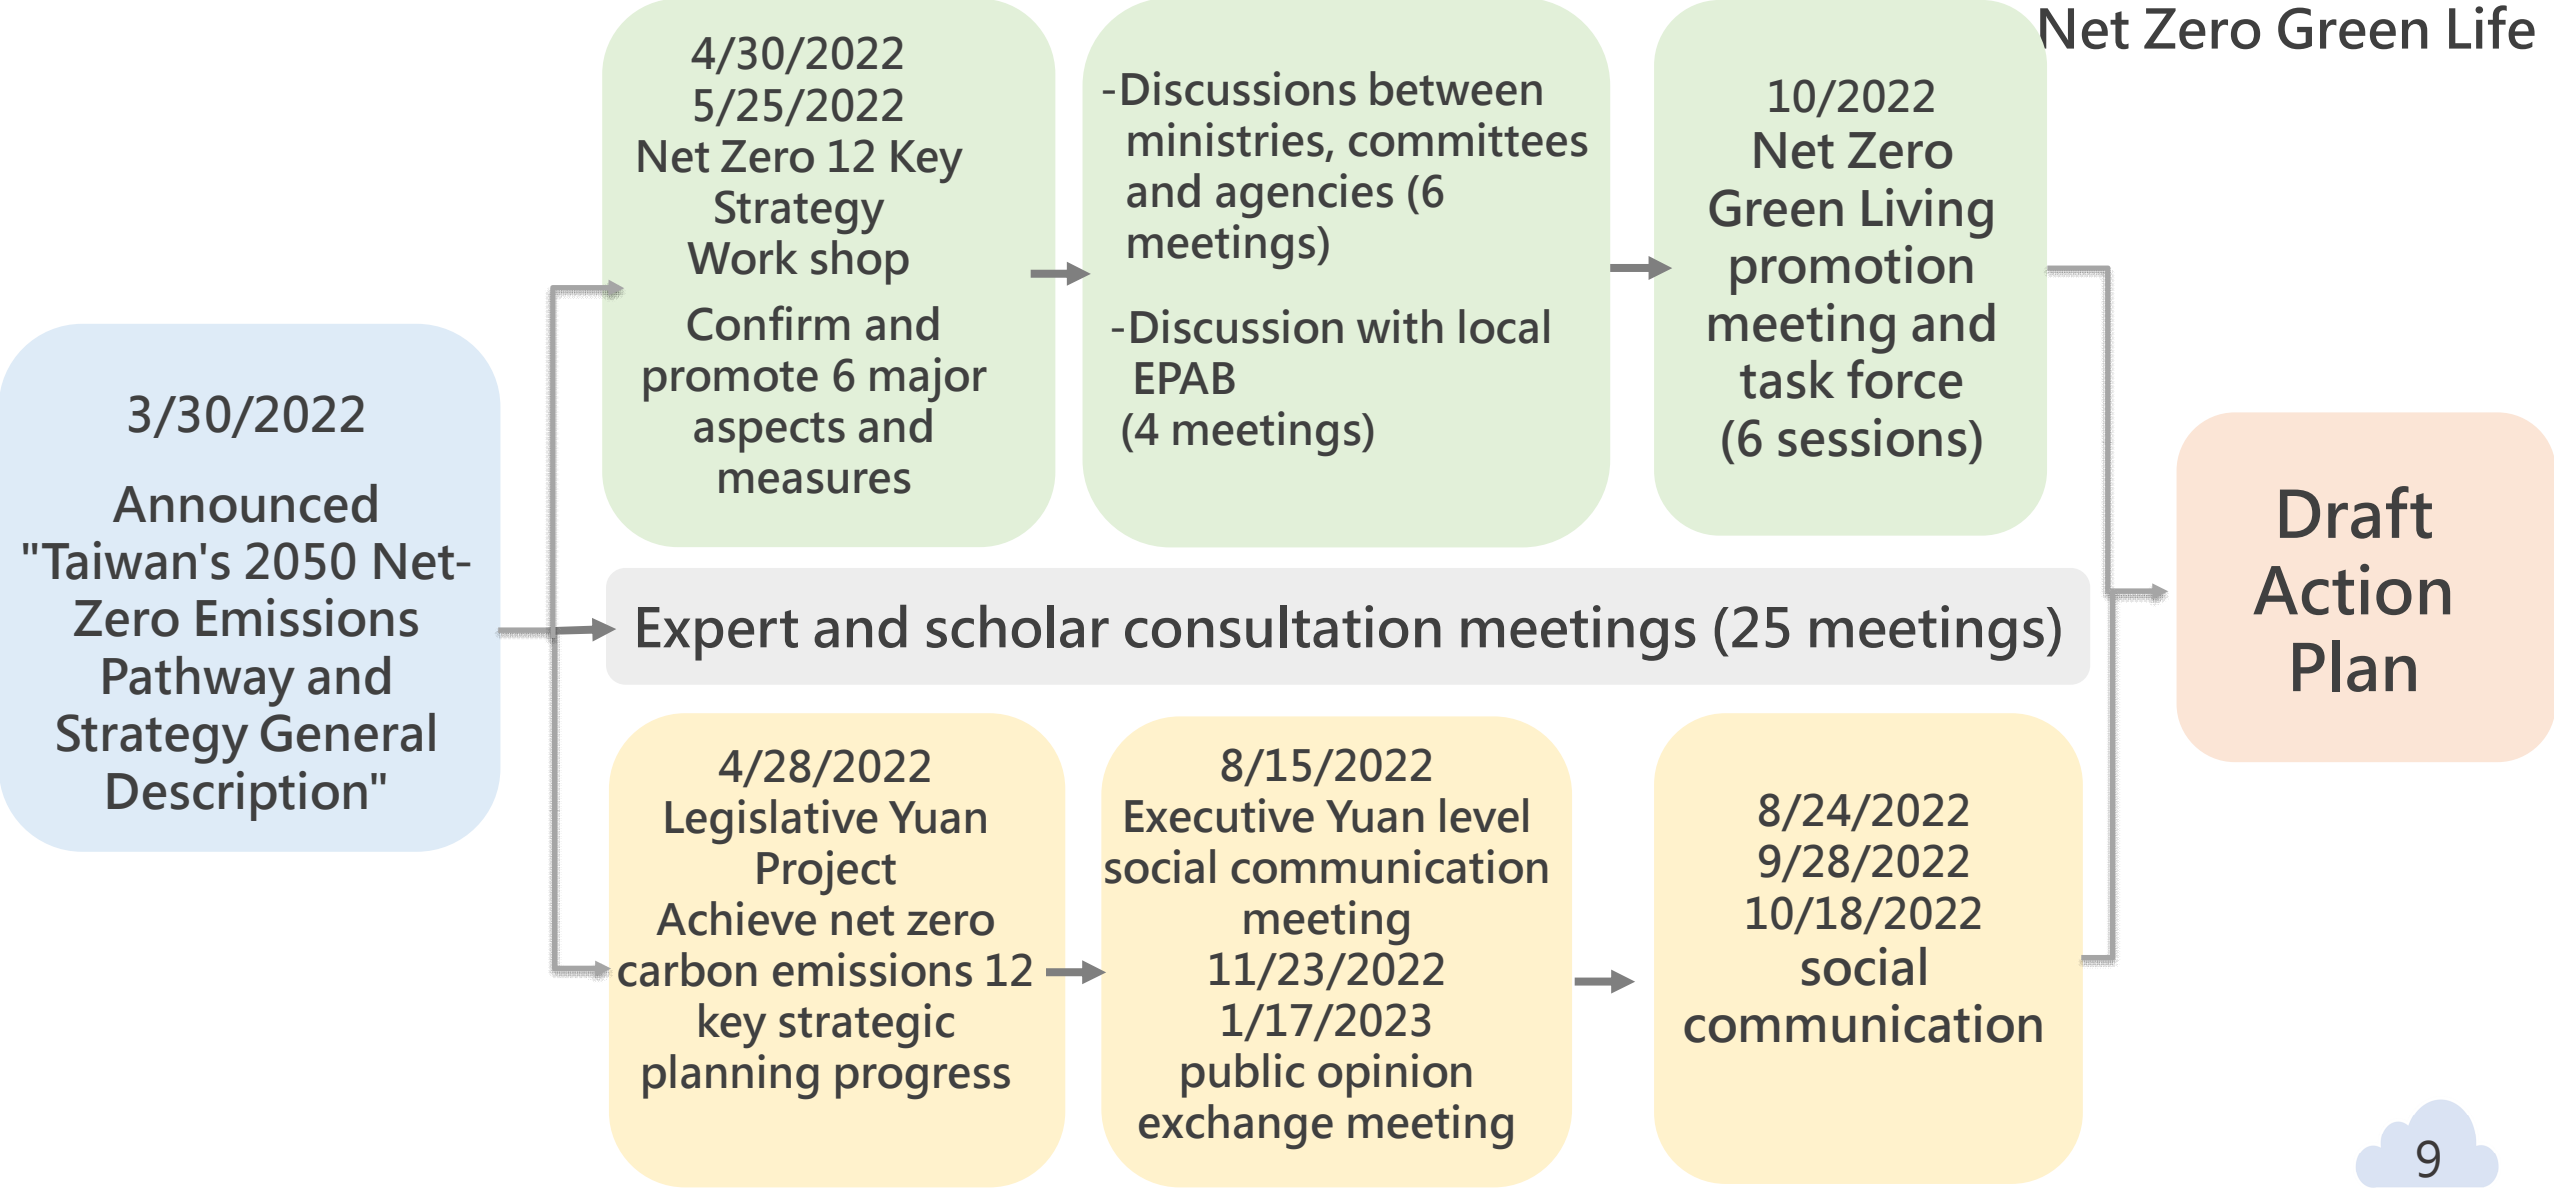 Net Zero Green Life
3/30/2022
Announced
"Taiwan's 2050 Net-
Zero Emissions
Pathway and
Strategy General
Description"
4/30/2022
5/25/2022
Net Zero 12 Key
Strategy
Work shop
Confirm and
promote 6 major
aspects and
measures
-Discussions between
ministries, committees
and agencies (6
meetings)
-Discussion with local
EPAB
(4 meetings)
10/2022
Net Zero
Green Living
promotion
meeting and
task force
(6 sessions)
Expert and scholar consultation meetings (25 meetings)
4/28/2022
Legislative Yuan
Project
Achieve net zero
carbon emissions 12
key strategic
planning progress
8/15/2022
Executive Yuan level
social communication
meeting
11/23/2022
1/17/2023
public opinion
exchange meeting
8/24/2022
9/28/2022
10/18/2022
social
communication
Draft
Action
Plan
9